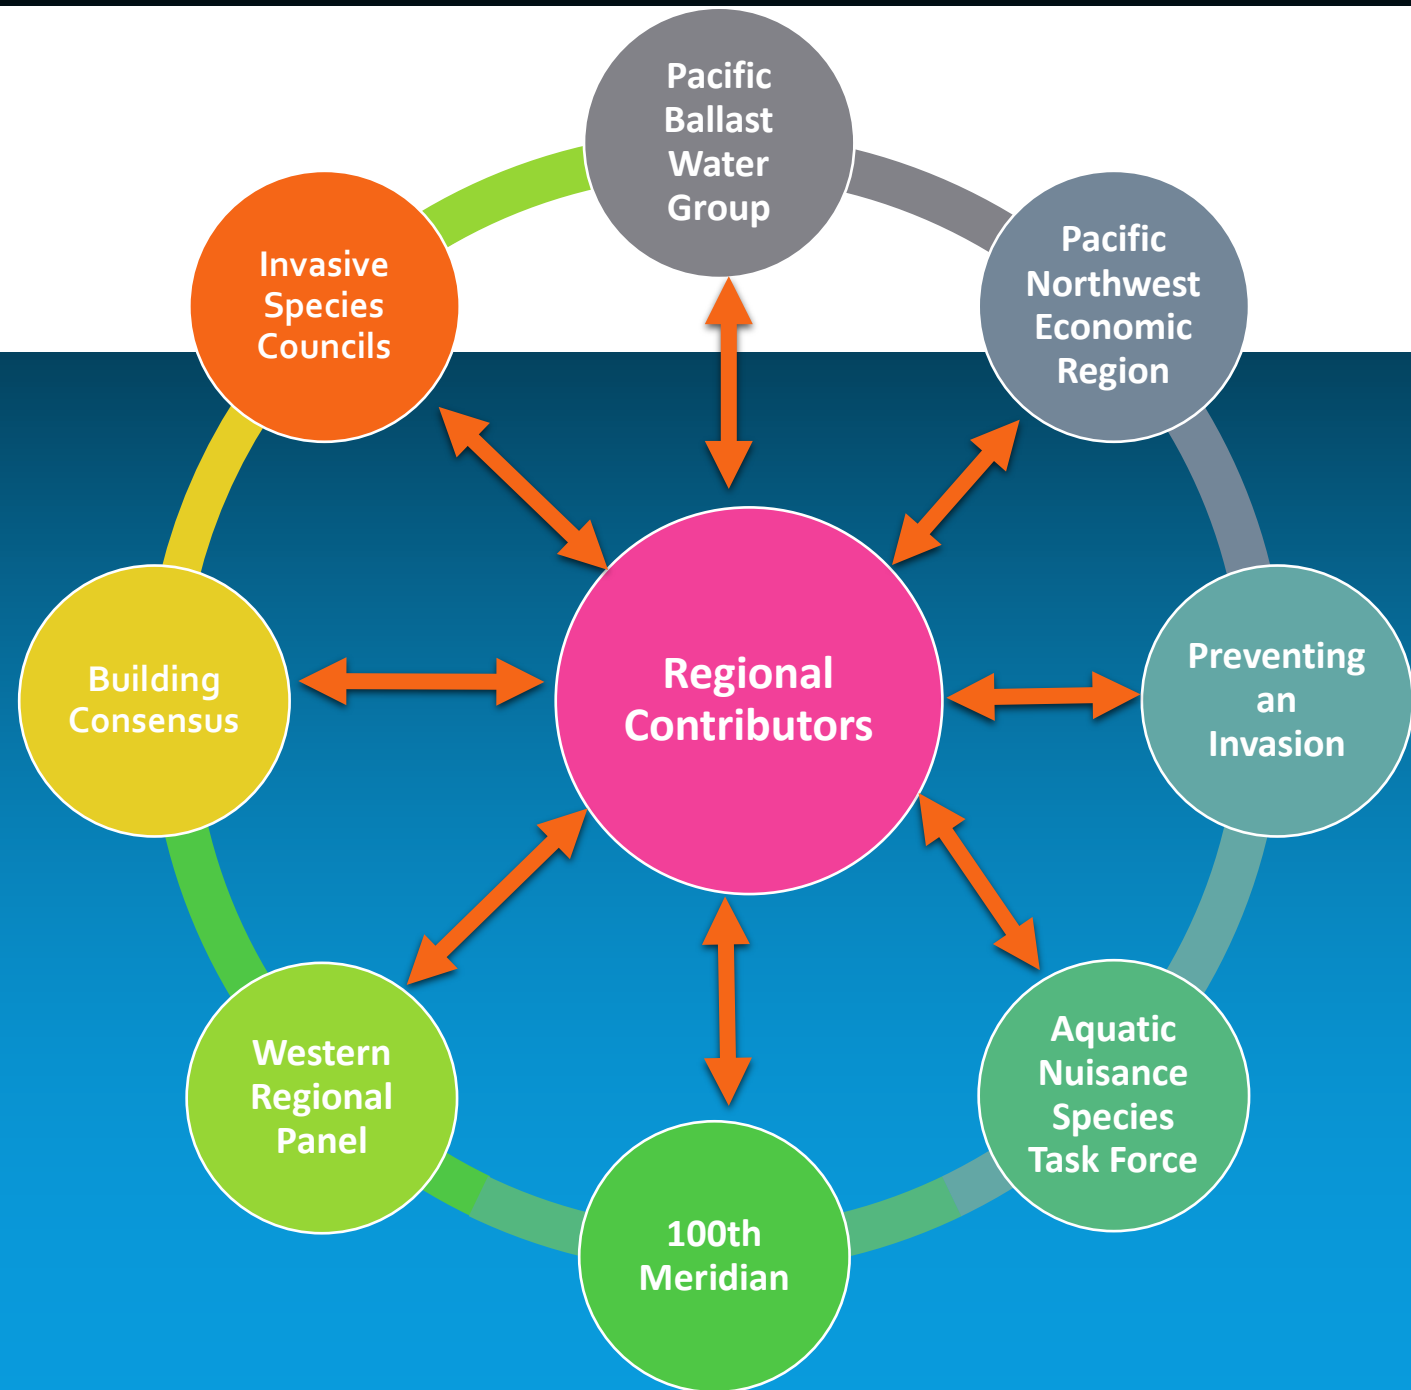 Pacific
Ballast
Water
Group
Pacific
Northwest
Economic
Region
Preventing
an
Invasion
Aquatic
Nuisance
Species
Task Force
100th
Meridian
Western
Regional
Panel
Building
Consensus
Invasive
Species
Councils
Regional
Contributors